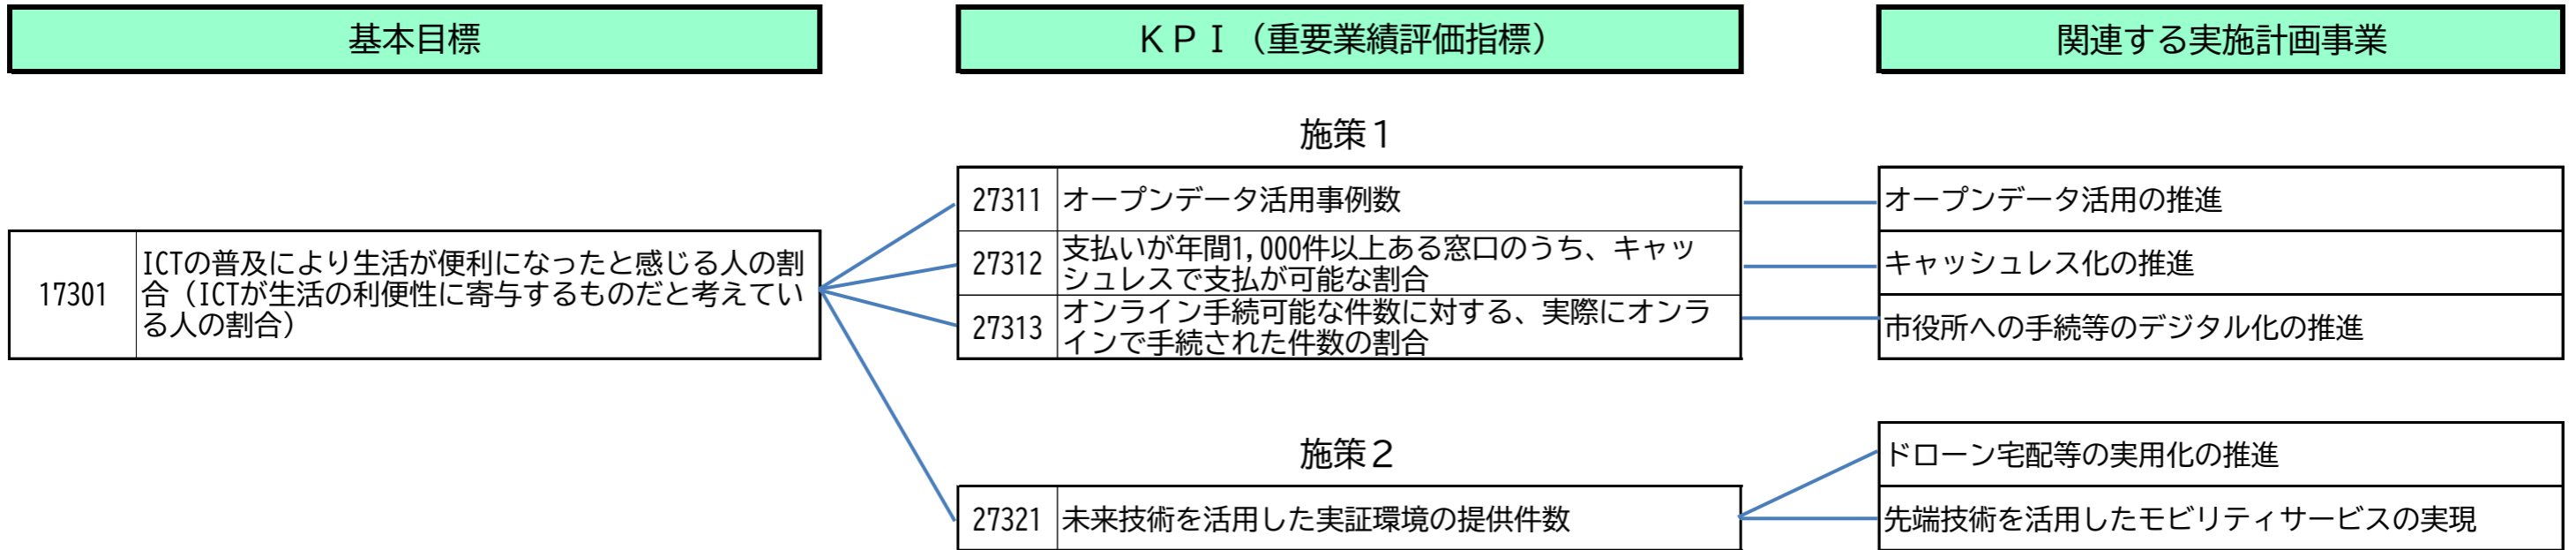 基本目標
ＫＰＩ（重要業績評価指標）
関連する実施計画事業
施策１
17301
ICTの普及により生活が便利になったと感じる人の割
合（ICTが生活の利便性に寄与するものだと考えてい
る人の割合）
27311 オープンデータ活用事例数
オープンデータ活用の推進
27312
支払いが年間1,000件以上ある窓口のうち、キャッ
シュレスで支払が可能な割合
キャッシュレス化の推進
27313
オンライン手続可能な件数に対する、実際にオンラ
インで手続された件数の割合
市役所への手続等のデジタル化の推進
施策２
27321 未来技術を活用した実証環境の提供件数
ドローン宅配等の実用化の推進
先端技術を活用したモビリティサービスの実現